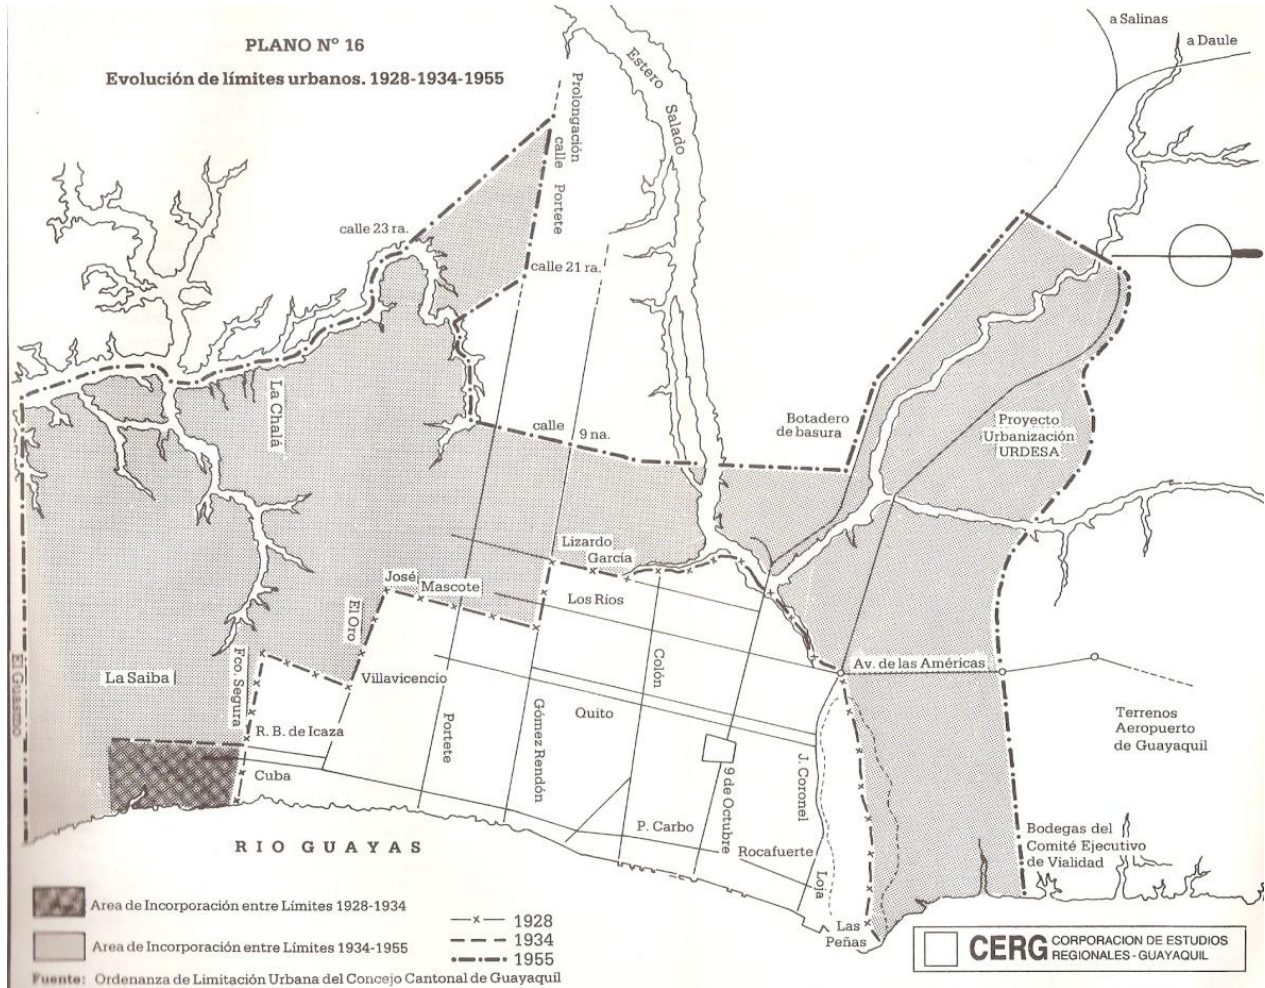 PLANO Nº 16
Evolución de límites urbanos. 1928-1934-1955
a Salinas
a Daule
Estero
Salado
Prolongación
calle
Portete
calle 23 ra.
calle 21 ra.
La Chalá
calle
9 na.
Botadero
de basura
Proyecto
Urbanización
URDESA
Lizardo
García
José
Mascote
Los Ríos
El Oro
Colón
Av. de las Américas
Fco. Segura
La Saiba
El Guasmo
Villavicencio
Quito
R. B. de Icaza
Portete
Gómez Rendón
9 de Octubre
J. Coronel
Terrenos
Aeropuerto
de Guayaquil
Cuba
P. Carbo
Rocafuerte
Loja
Bodegas del
Comité Ejecutivo
de Vialidad
RIO GUAYAS
Las
Peñas
Area de Incorporación entre Límites 1928-1934
Area de Incorporación entre Límites 1934-1955
1928
1934
1955
Fuente: Ordenanza de Limitación Urbana del Concejo Cantonal de Guayaquil
CERG CORPORACION DE ESTUDIOS
REGIONALES - GUAYAQUIL